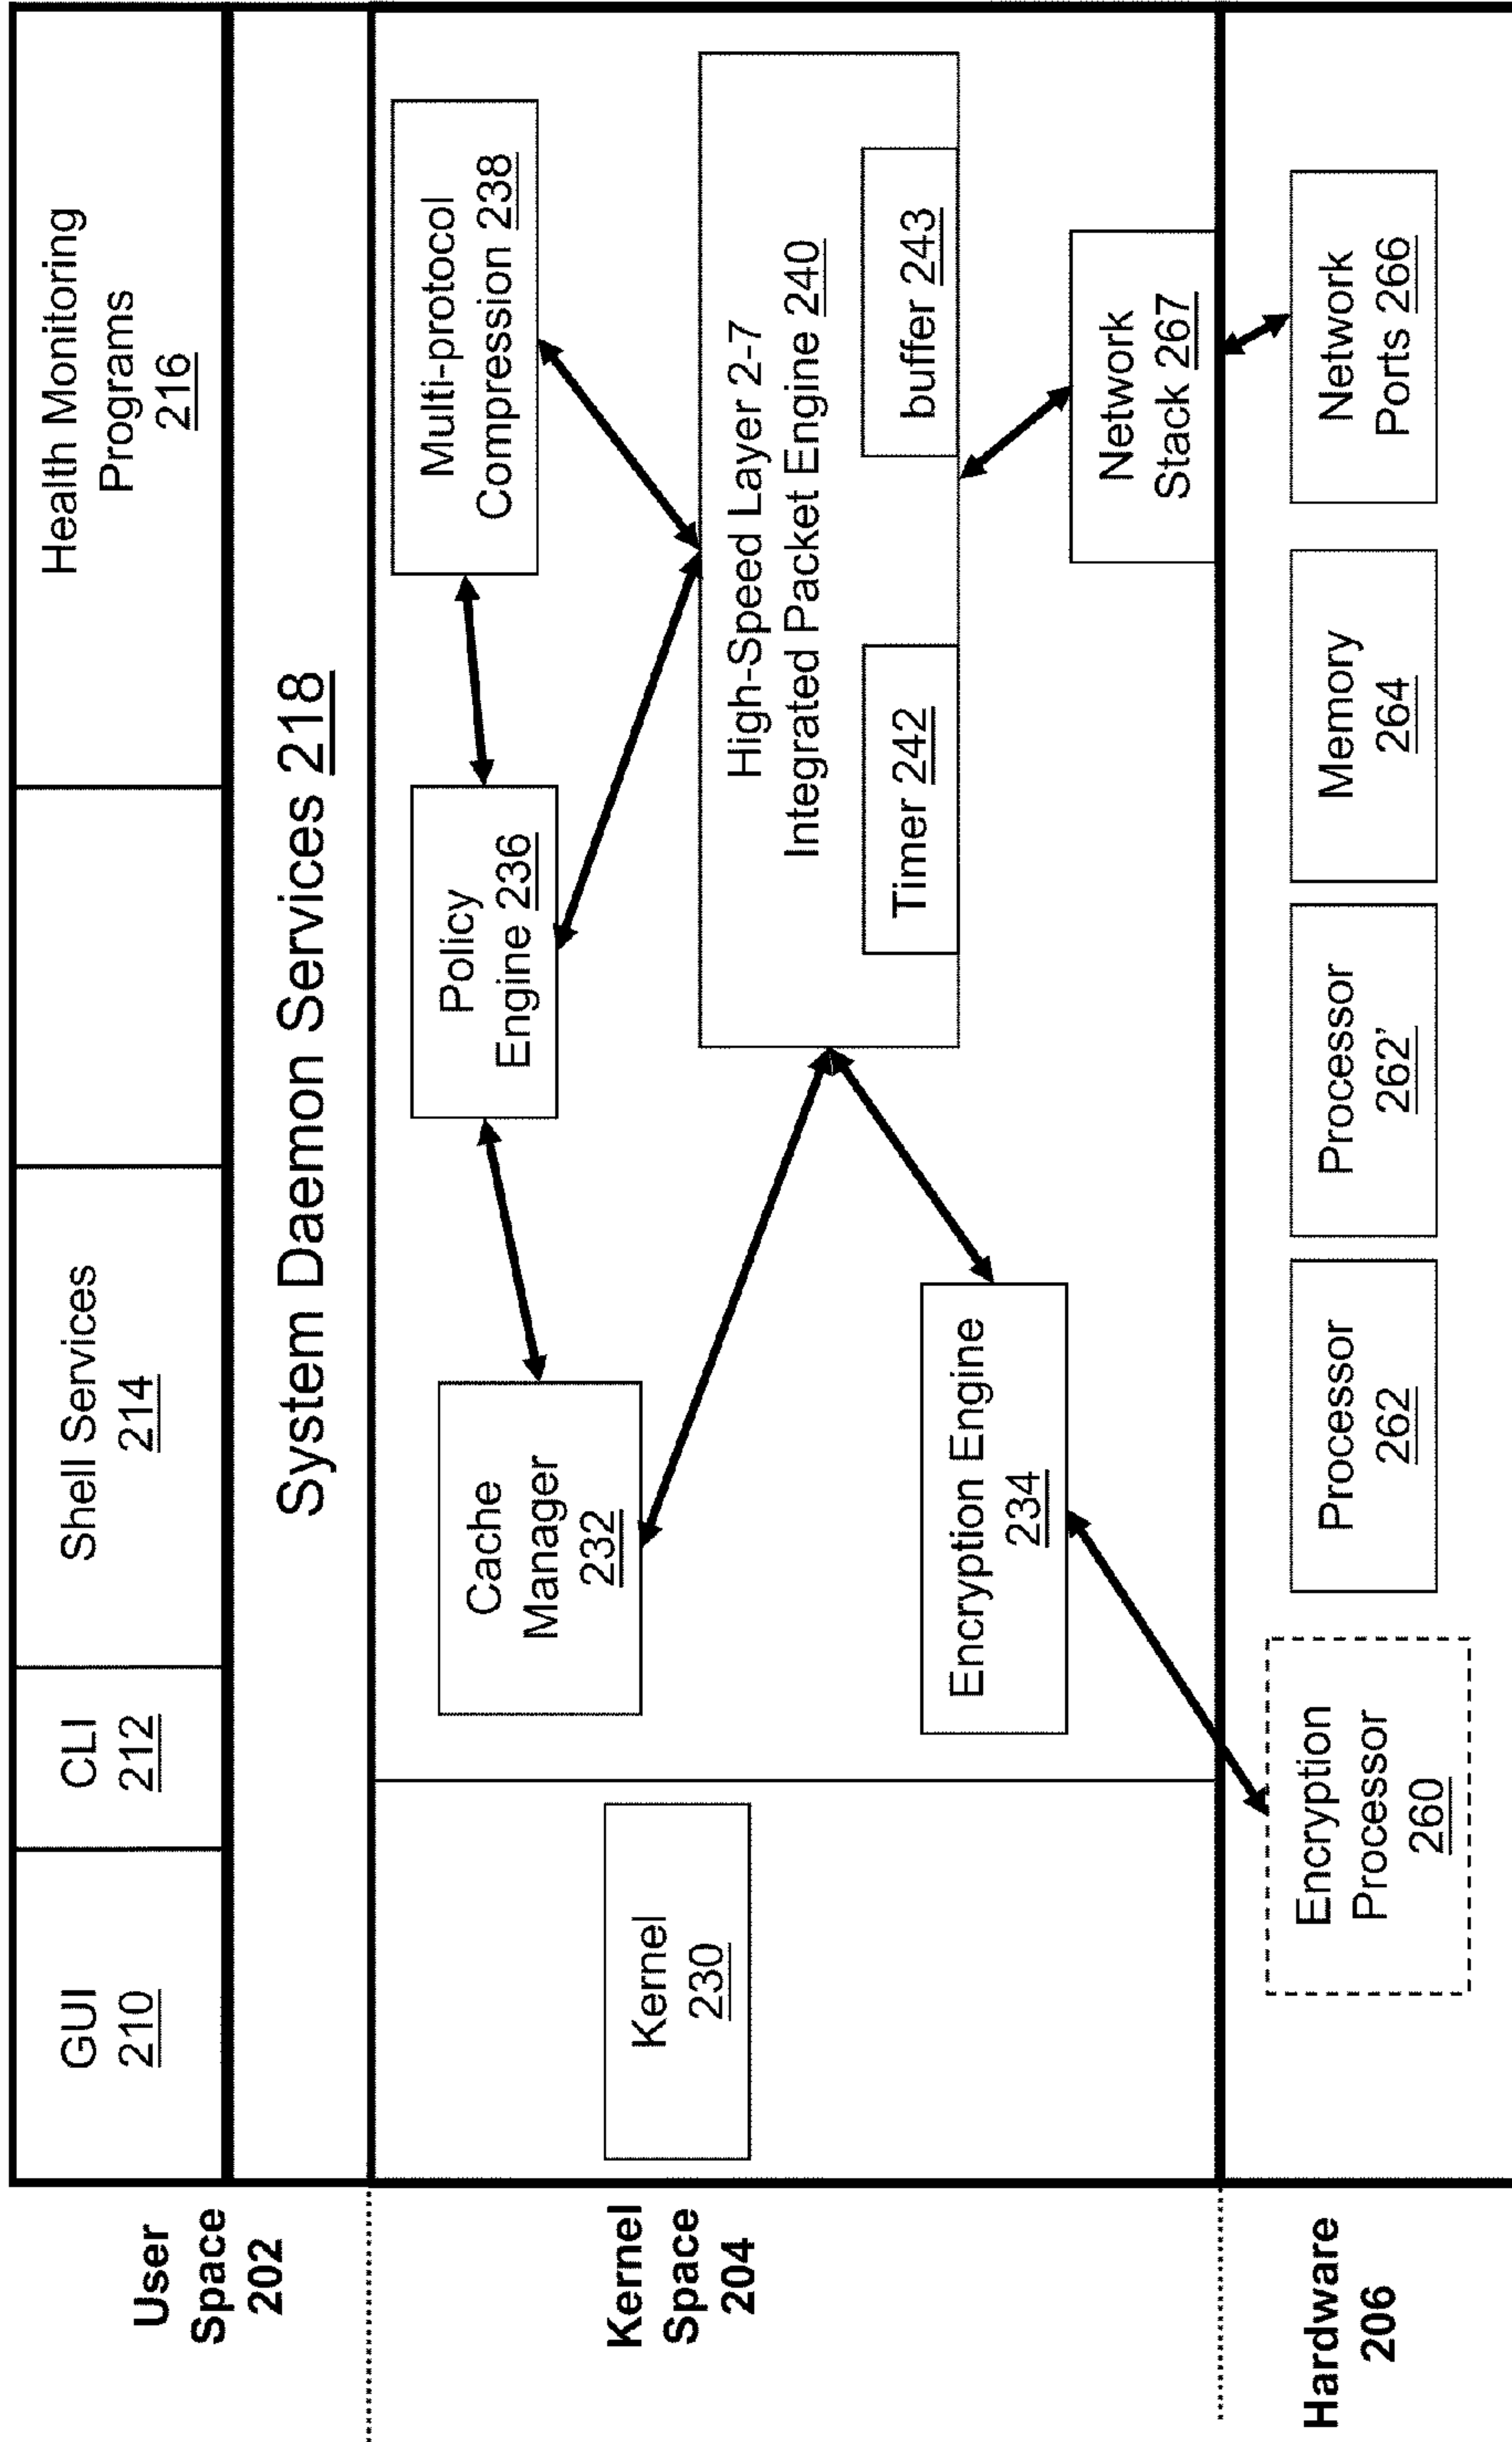 User
Space
202
GUI
210
CLI
212
Shell Services
214
Health Monitoring
Programs
216
System Daemon Services 218
Kernel
Space
204
Kernel
230
Cache
Manager
232
Policy
Engine 236
Multi-protocol
Compression 238
High-Speed Layer 2-7
Integrated Packet Engine 240
Timer 242
buffer 243
Encryption Engine
234
Network
Stack 267
Hardware
206
Encryption
Processor
260
Processor
262
Processor
262'
Memory
264
Network
Ports 266